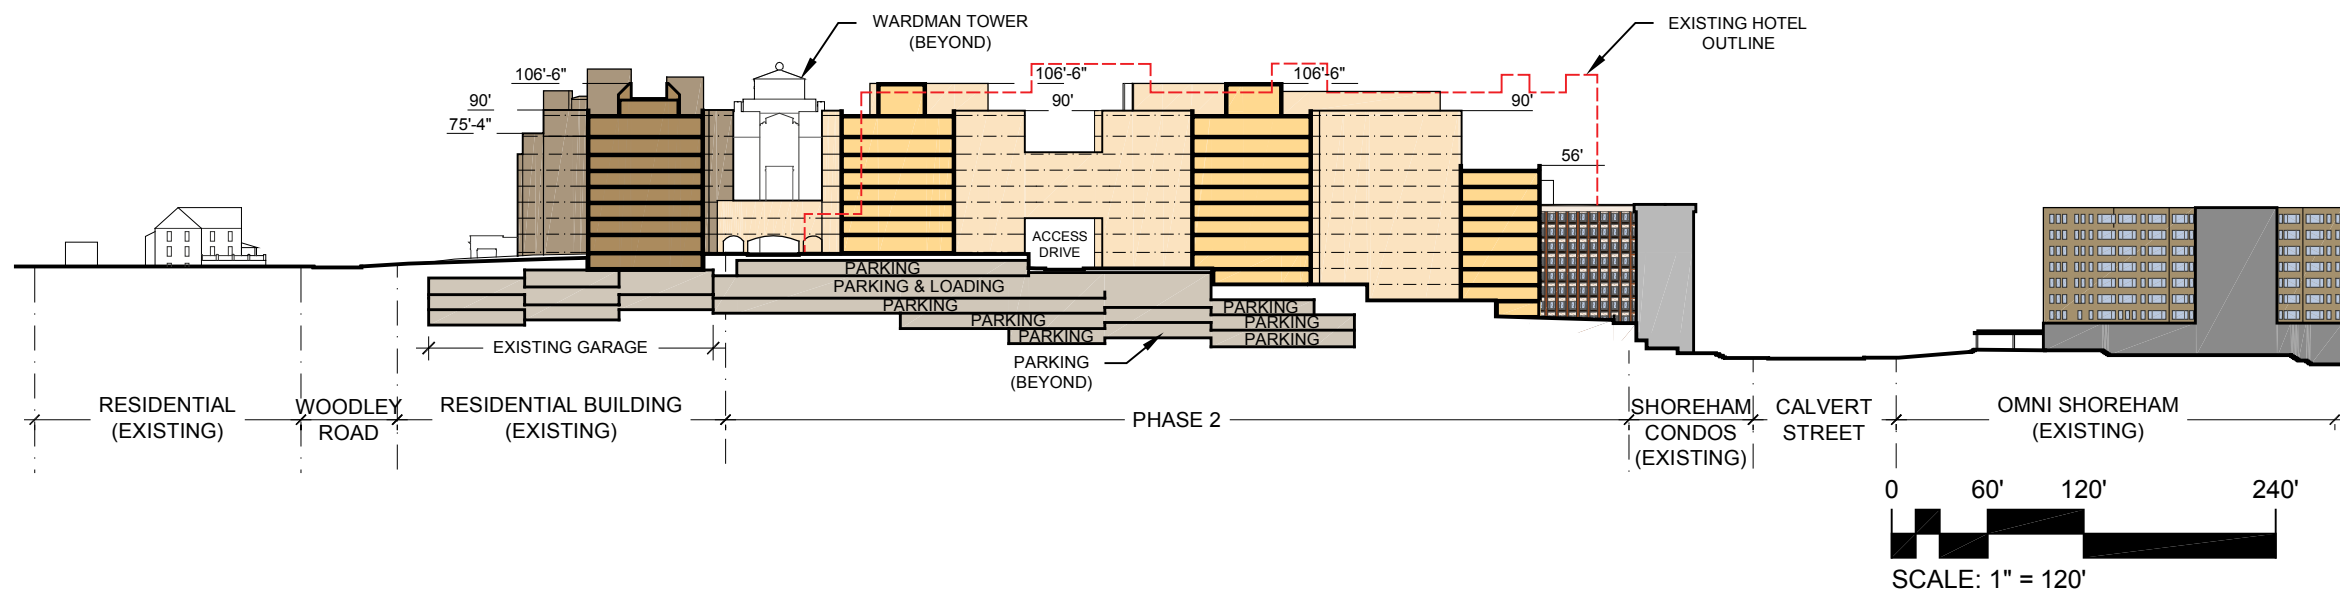 WARDMAN TOWER
(BEYOND)
EXISTING HOTEL
OUTLINE
106'-6"
106'-6"
106'-6"
90'
90'
90'
75'-4"
56'
ACCESS
DRIVE
PARKING
PARKING & LOADING
PARKING
PARKING
PARKING
PARKING
PARKING
PARKING
EXISTING GARAGE
PARKING
(BEYOND)
RESIDENTIAL
(EXISTING)
WOODLEY
ROAD
RESIDENTIAL BUILDING
(EXISTING)
PHASE 2
SHOREHAM
CONDOS
(EXISTING)
CALVERT
STREET
OMNI SHOREHAM
(EXISTING)
0 60' 120' 240'
SCALE: 1" = 120'